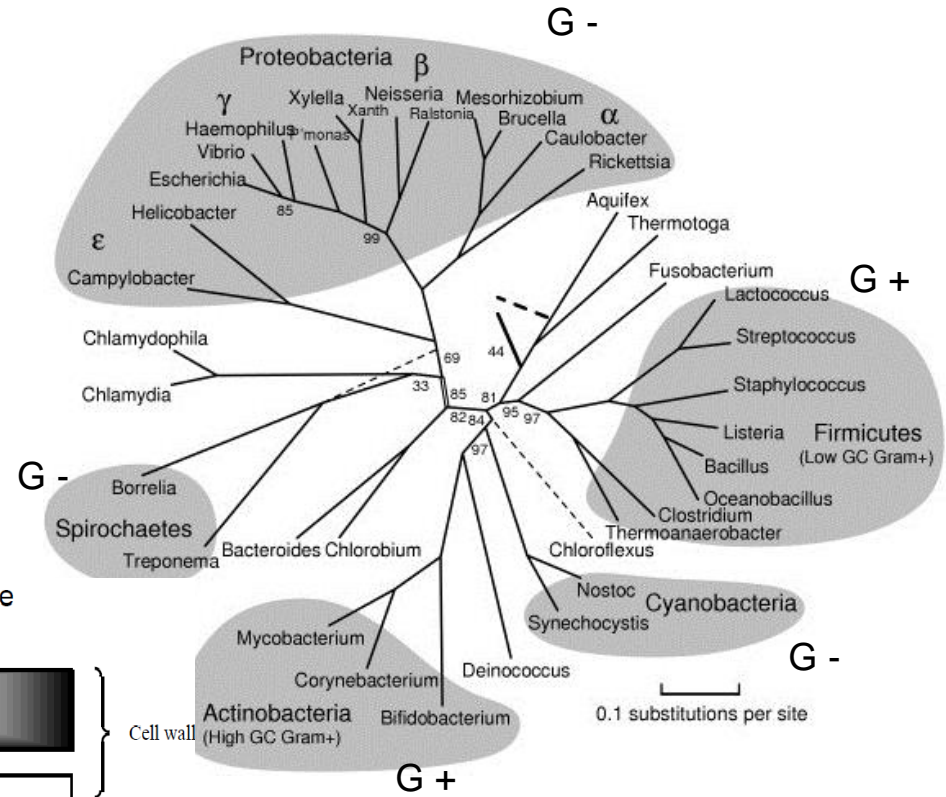 G -
Proteobacteria
β
γ
Xylella
Neisseria
Mesorhizobium
Xanth
Ralstonia
Brucella
α
Haemophilus
P'monas
Caulobacter
Vibrio
Rickettsia
Escherichia
Aquifex
85
Helicobacter
Thermotoga
99
ε
Fusobacterium
G +
Campylobacter
Lactococcus
Chlamydophila
Streptococcus
44
69
Chlamydia
33
85
81
Staphylococcus
82
84
95
97
Listeria
Firmicutes
(Low GC Gram+)
97
Bacillus
G -
Borrelia
Oceanobacillus
Clostridium
Spirochaetes
Thermoanaerobacter
Treponema
Bacteroides
Chlorobium
Chloroflexus
e
Nostoc
Cyanobacteria
Synechocystis
Mycobacterium
G -
Deinococcus
Corynebacterium
Actinobacteria
(High GC Gram+)
Bifidobacterium
0.1 substitutions per site
Cell wall
G +